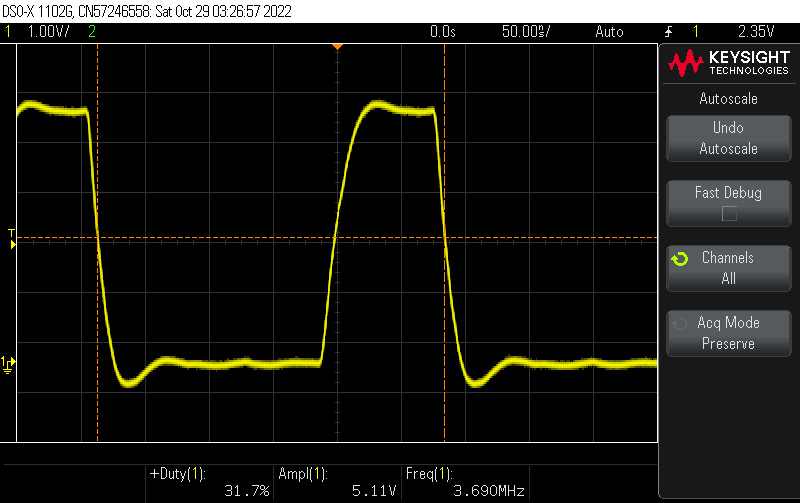 DSO-X 1102G, CN57246558: Sat Oct 29 03:26:57 2022
1 1.00V/ 2 0.0s 50.00ns/ Auto 1 2.35V
KEYSIGHT
TECHNOLOGIES
Autoscale
Undo
Autoscale
Fast Debug
Channels
All
Acq Mode
Preserve
T
1
+Duty(1): Ampl(1): Freq(1):
31.7% 5.11V 3.690MHz